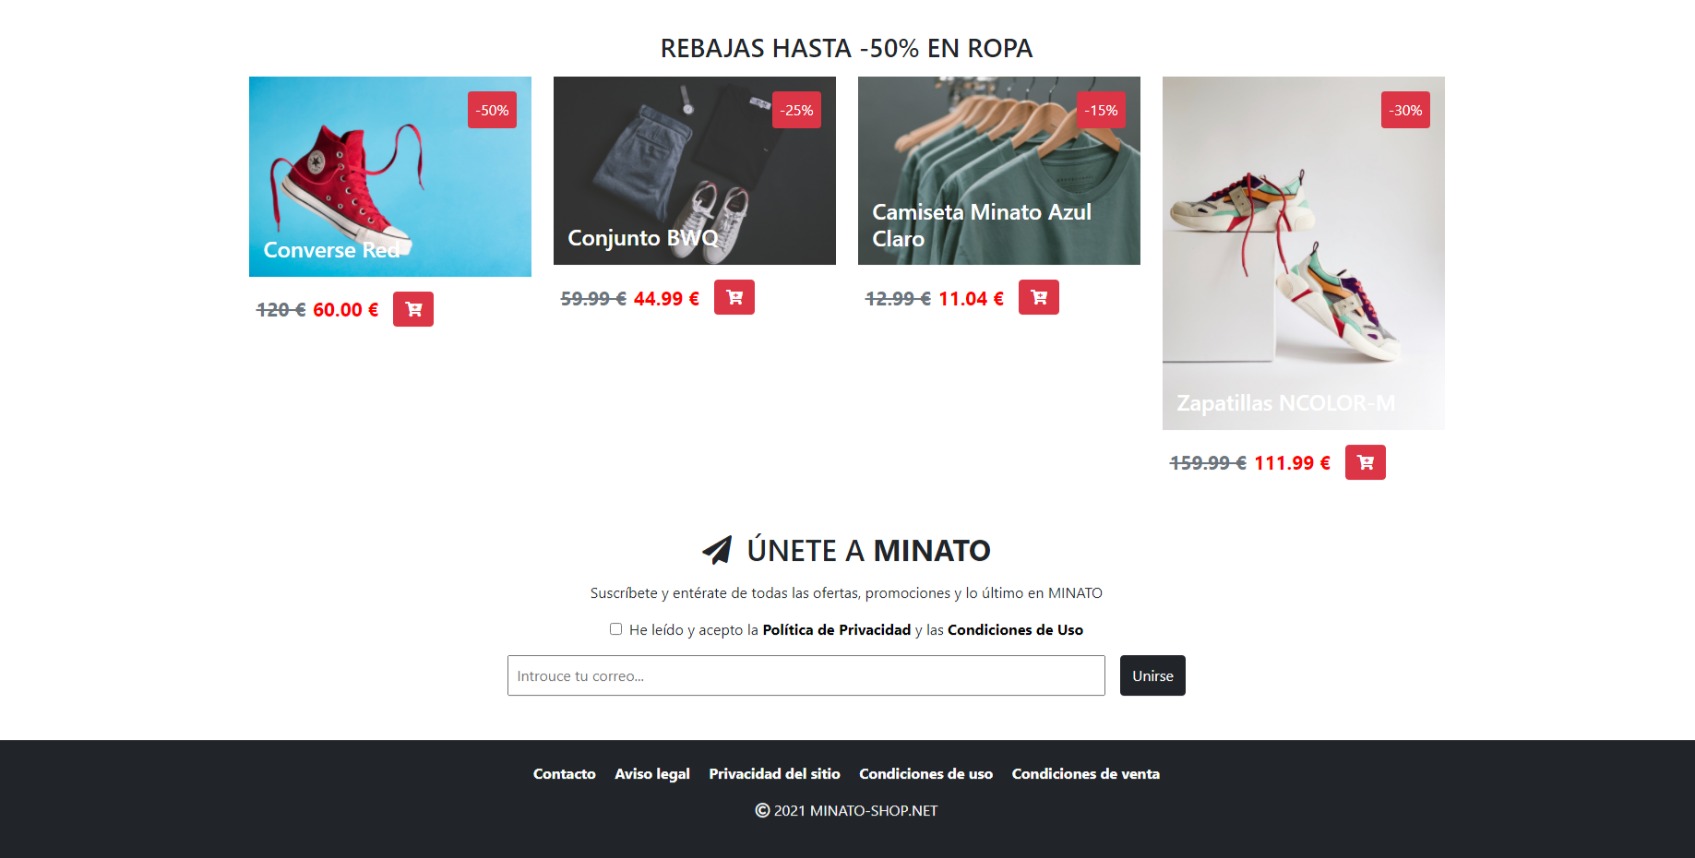 REBAJAS HASTA -50% EN ROPA
-50%
Converse Red
120 € 60.00 €
-25%
Conjunto BWQ
59.99 € 44.99 €
-15%
Camiseta Minato Azul
Claro
12.99 € 11.04 €
-30%
Zapatillas NCOLOR-M
159.99 € 111.99 €
ÚNETE A MINATO
Suscríbete y entérate de todas las ofertas, promociones y lo último en MINATO
He leído y acepto la Política de Privacidad y las Condiciones de Uso
Introuce tu correo...
Unirse
Contacto Aviso legal Privacidad del sitio Condiciones de uso Condiciones de venta
© 2021 MINATO-SHOP.NET